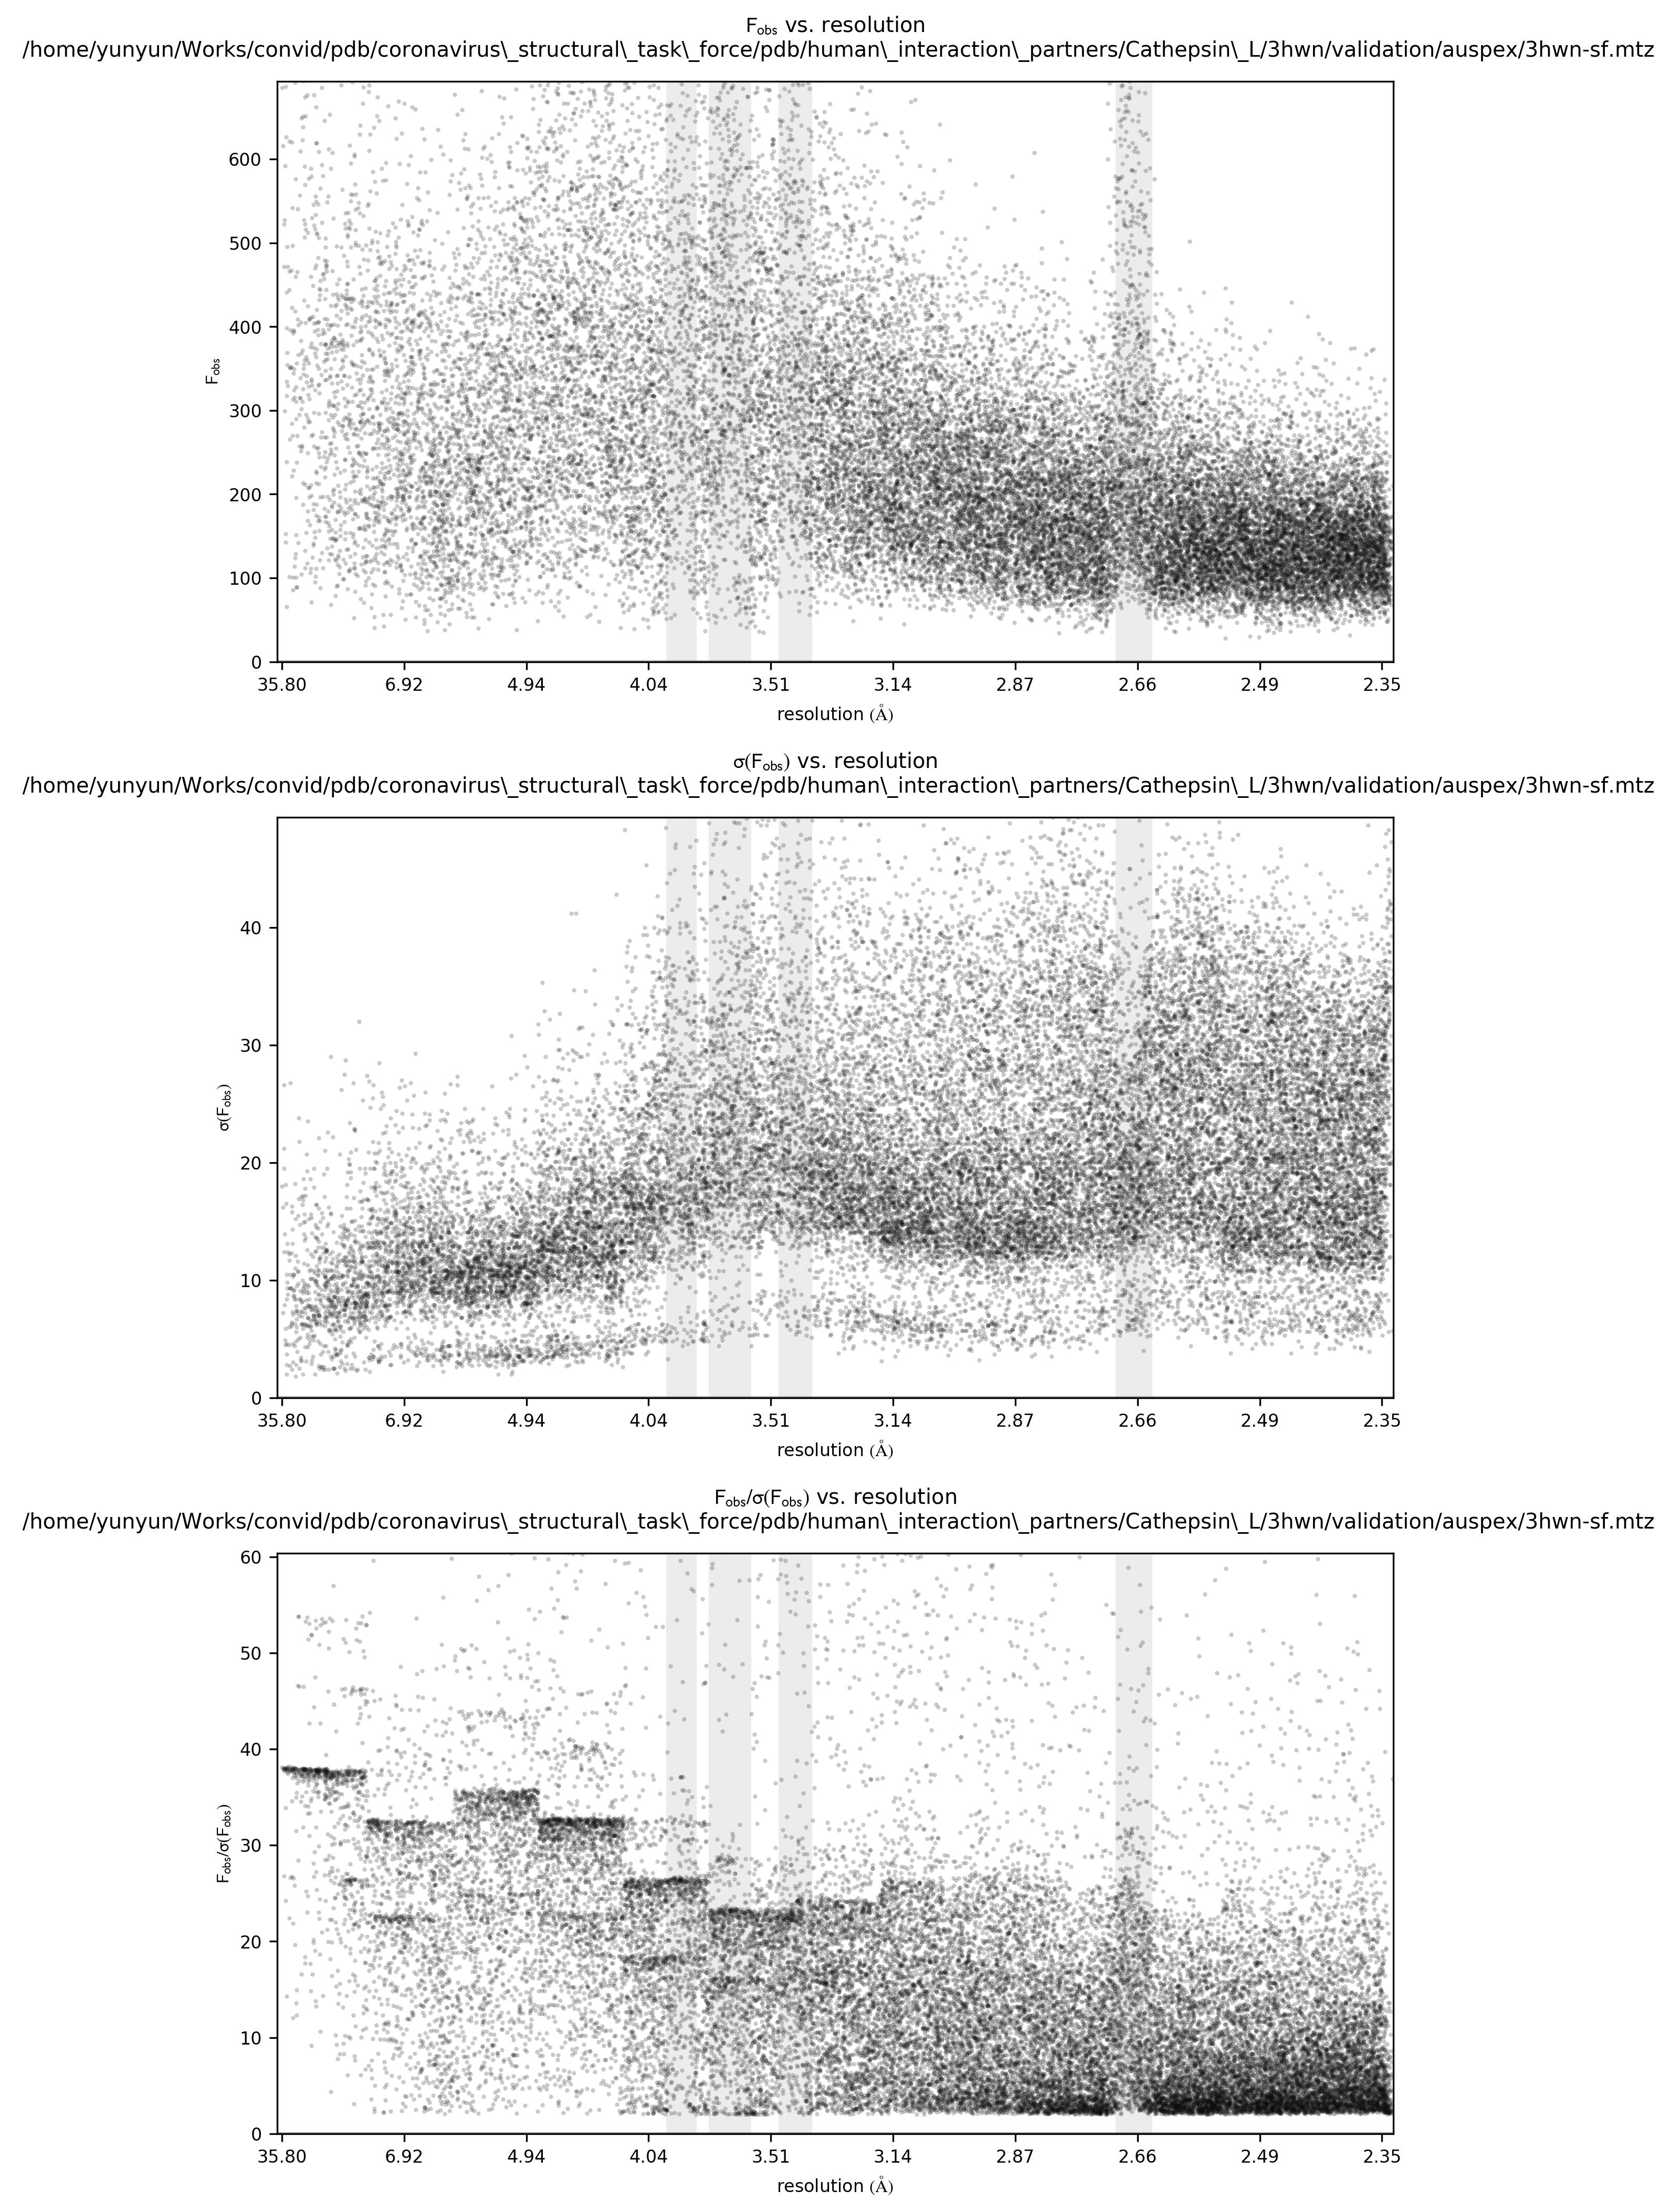 Fobs vs. resolution
/home/yunyun/Works/convid/pdb/coronavirus\_structural\_task\_force/pdb/human\_interaction\_partners/Cathepsin\_L/3hwn/validation/auspex/3hwn-sf.mtz
600
500
400
300
200
100
0
Fobs
35.80 6.92 4.94 4.04 3.51 3.14 2.87 2.66 2.49 2.35
resolution (Å)
σ(Fobs) vs. resolution
/home/yunyun/Works/convid/pdb/coronavirus\_structural\_task\_force/pdb/human\_interaction\_partners/Cathepsin\_L/3hwn/validation/auspex/3hwn-sf.mtz
40
30
20
10
0
σ(Fobs)
35.80 6.92 4.94 4.04 3.51 3.14 2.87 2.66 2.49 2.35
resolution (Å)
Fobs/σ(Fobs) vs. resolution
/home/yunyun/Works/convid/pdb/coronavirus\_structural\_task\_force/pdb/human\_interaction\_partners/Cathepsin\_L/3hwn/validation/auspex/3hwn-sf.mtz
60
50
40
30
20
10
0
Fobs/σ(Fobs)
35.80 6.92 4.94 4.04 3.51 3.14 2.87 2.66 2.49 2.35
resolution (Å)